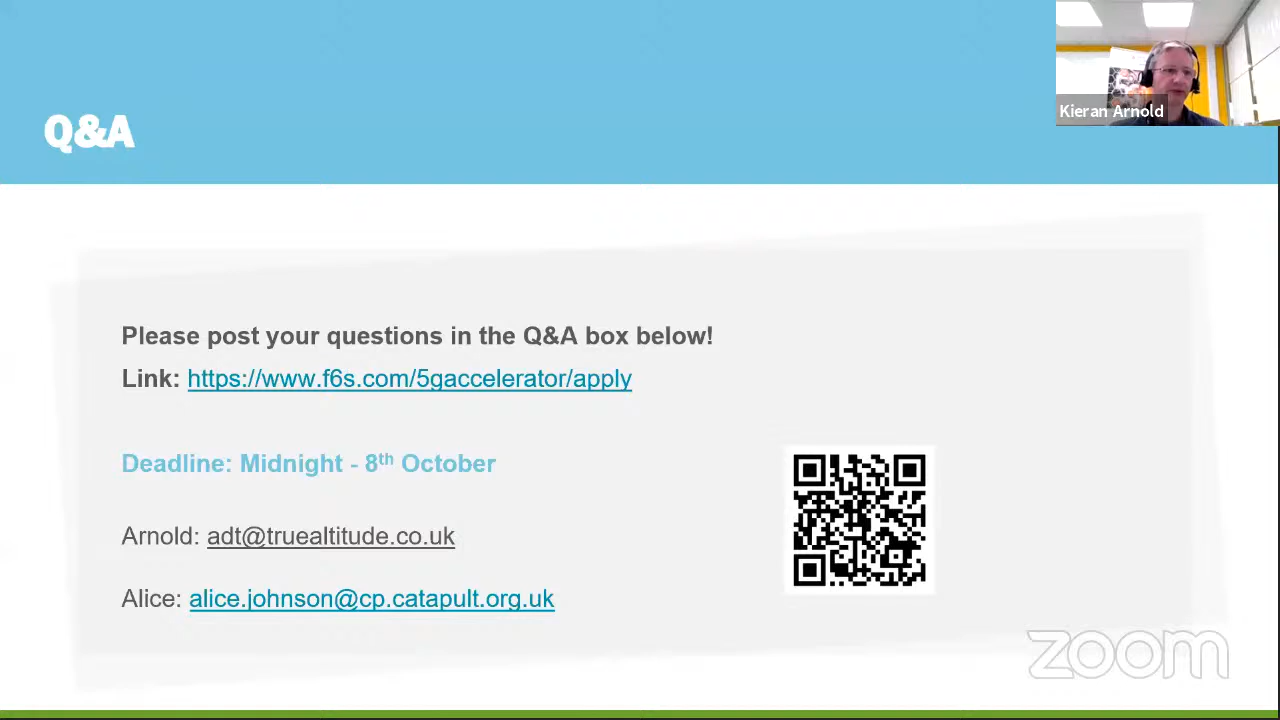 Kieran Arnold
Q&A
Please post your questions in the Q&A box below!
Link: https://www.f6s.com/5gaccelerator/apply
Deadline: Midnight - 8th October
Arnold: adt@truealtitude.co.uk
Alice: alice.johnson@cp.catapult.org.uk
zoom